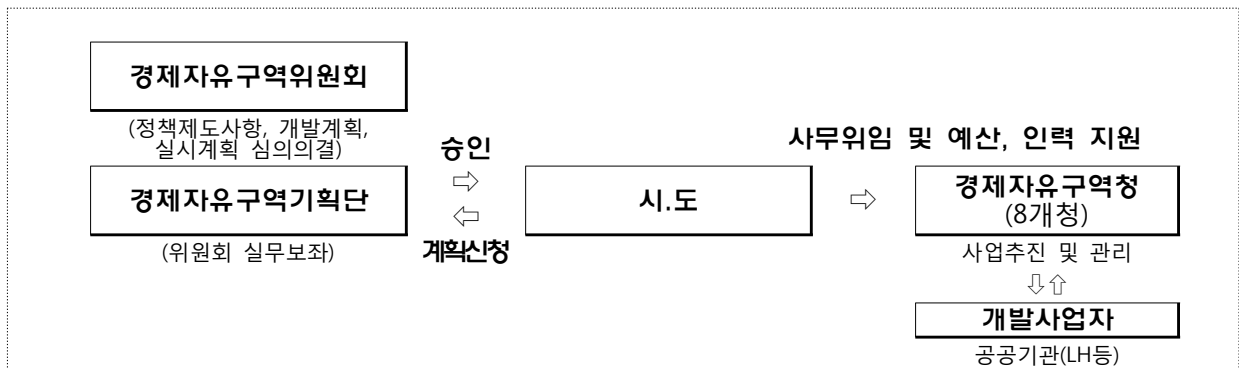 경제자유구역위원회
(정책제도사항, 개발계획,
실시계획 심의의결)
경제자유구역기획단
(위원회 실무보좌)
승인
⇨
⇦
계획신청
시.도
사무위임 및 예산, 인력 지원
⇨
경제자유구역청
(8개청)
사업추진 및 관리
⇩⇧
개발사업자
공공기관(LH등)